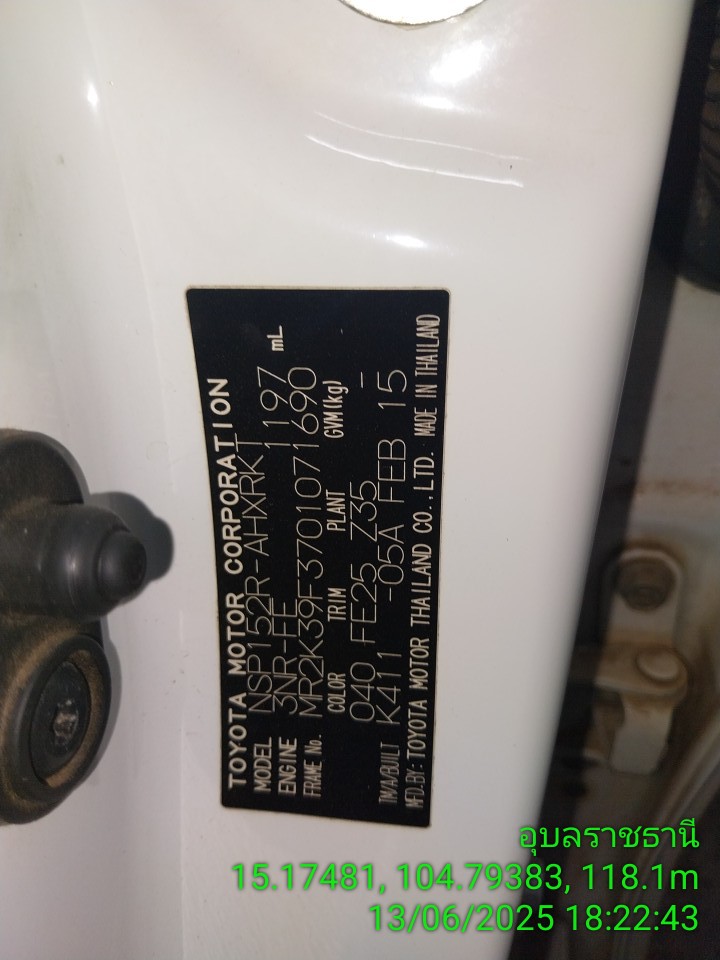 TOYOTA MOTOR CORPORATION
MODEL NSP152R-AHXRKT
ENGINE 3NR-FE 1197 mL
FRAME No. MR2K39F3701071690
COLOR TRIM PLANT GVM(kg)
040 FE25 Z35 —
TM/A/BUILT K411 -05A FEB 15
MFD.BY: TOYOTA MOTOR THAILAND CO.,LTD. MADE IN THAILAND
อุบลราชธานี
15.17481, 104.79383, 118.1m
13/06/2025 18:22:43